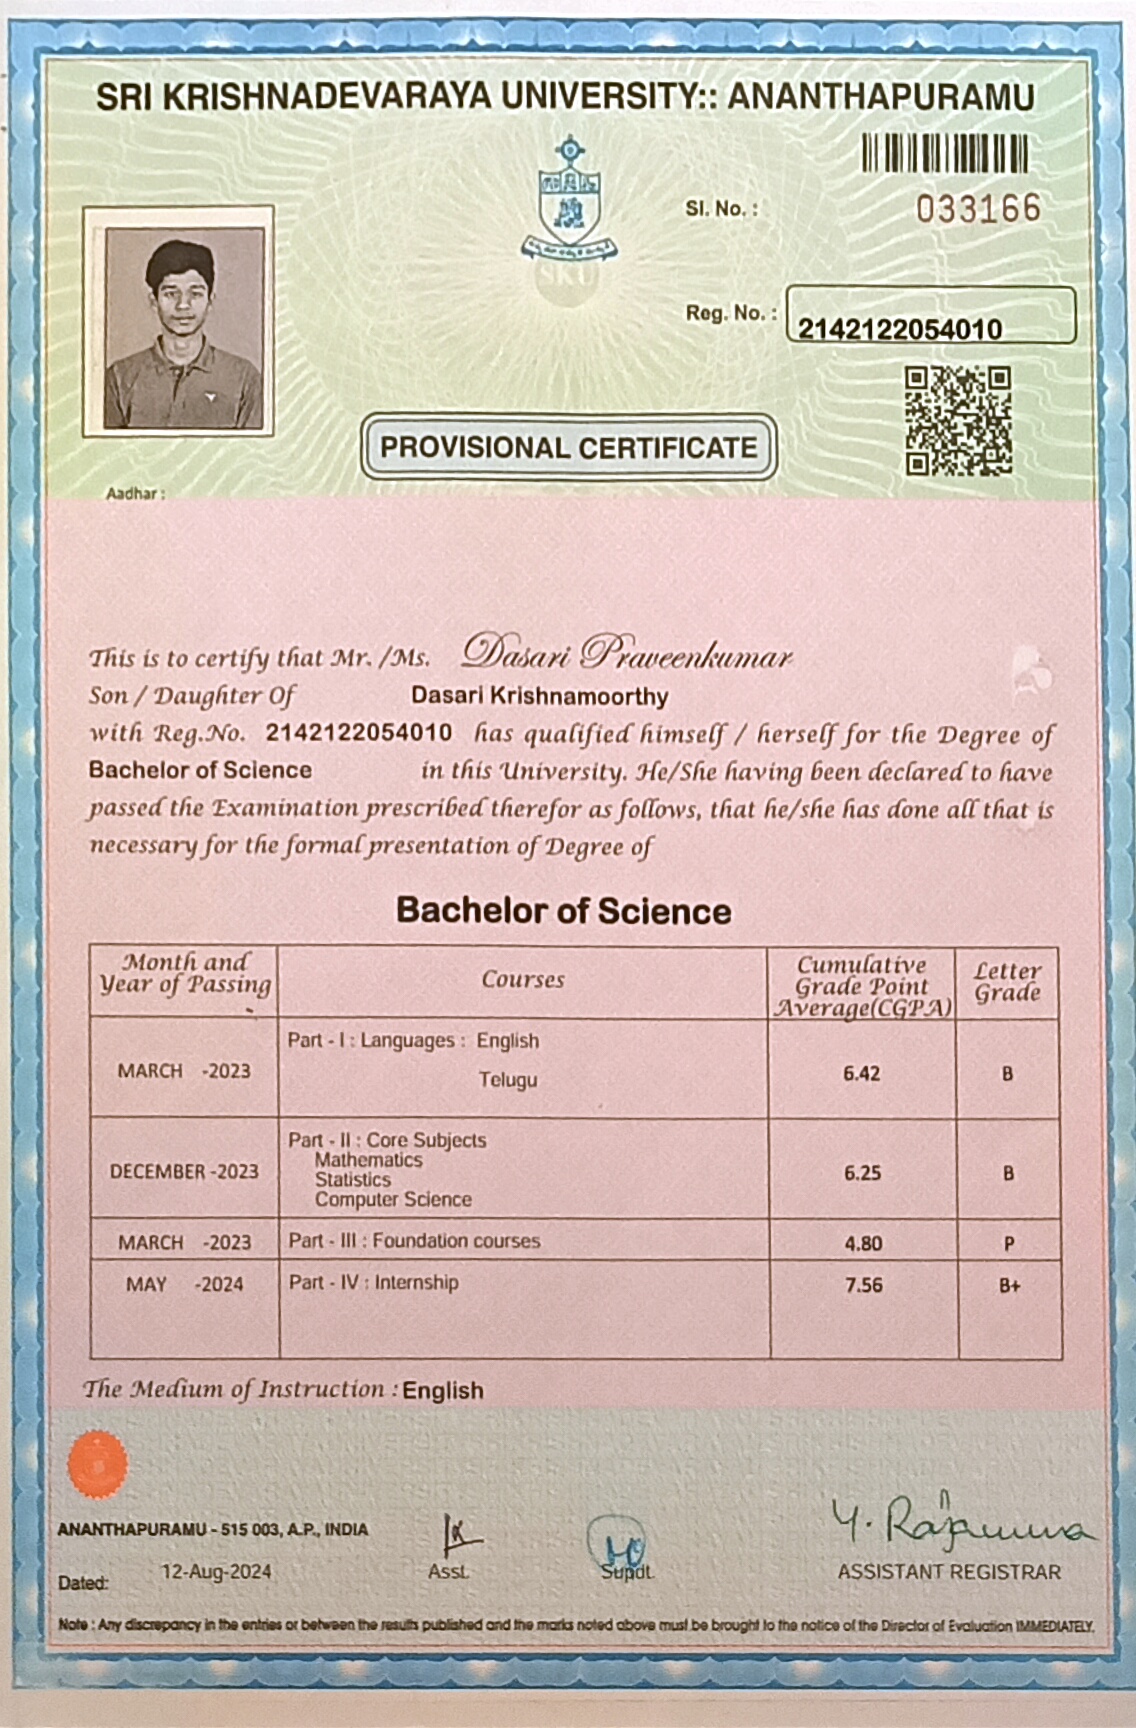 SRI KRISHNADEVARAYA UNIVERSITY:: ANANTHAPURAMU
Sl. No. : 033166
SKU
Reg. No. : 2142122054010
PROVISIONAL CERTIFICATE
Aadhar :
This is to certify that Mr. /Ms. Dasari Praveenkumar
Son / Daughter Of Dasari Krishnamoorthy
with Reg.No. 2142122054010 has qualified himself / herself for the Degree of
Bachelor of Science in this University. He/She having been declared to have
passed the Examination prescribed therefor as follows, that he/she has done all that is
necessary for the formal presentation of Degree of
Bachelor of Science
Month and Year of Passing Courses Cumulative Grade Point Average(CGPA) Letter Grade
MARCH -2023 Part - I : Languages : English 6.42 B
Telugu
DECEMBER -2023 Part - II : Core Subjects 6.25 B
Mathematics
Statistics
Computer Science
MARCH -2023 Part - III : Foundation courses 4.80 P
MAY -2024 Part - IV : Internship 7.56 B+
The Medium of Instruction : English
ANANTHAPURAMU - 515 003, A.P., INDIA
Dated: 12-Aug-2024 Asst. Supdt. ASSISTANT REGISTRAR
Note : Any discrepancy in the entries or between the results published and the marks noted above must be brought to the notice of the Director of Evaluation IMMEDIATELY.